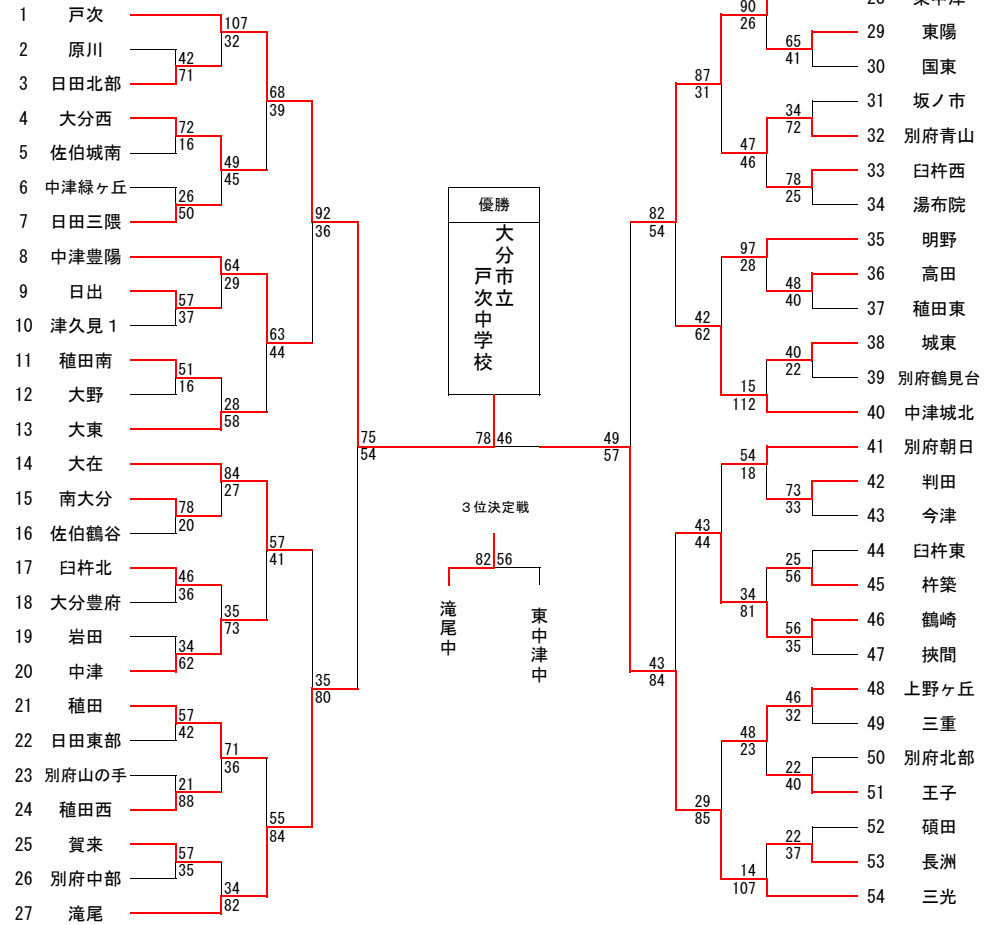 1 戸次
2 原川
3 日田北部
4 大分西
5 佐伯城南
6 中津緑ヶ丘
7 日田三隈
8 中津豊陽
9 日出
10 津久見１
11 稙田南
12 大野
13 大東
14 大在
15 南大分
16 佐伯鶴谷
17 臼杵北
18 大分豊府
19 岩田
20 中津
21 稙田
22 日田東部
23 別府山の手
24 稙田西
25 賀来
26 別府中部
27 滝尾
107
32
42
71
72
16
26
50
49
45
68
39
64
29
57
37
51
16
28
58
63
44
92
36
84
27
78
20
46
36
34
62
35
73
57
41
57
42
21
88
71
36
57
35
34
82
55
84
35
80
75
54
優勝
大分市立
戸次中学校
78 46
３位決定戦
82 56
滝尾中
東中津中
49
57
82
54
87
31
90
26
65
41
34
72
47
46
78
25
97
28
48
40
42
62
40
22
15
112
54
18
73
33
43
44
25
56
34
81
56
35
43
84
46
32
48
23
22
40
29
85
22
37
14
107
29 東陽
30 国東
31 坂ノ市
32 別府青山
33 臼杵西
34 湯布院
35 明野
36 高田
37 稙田東
38 城東
39 別府鶴見台
40 中津城北
41 別府朝日
42 判田
43 今津
44 臼杵東
45 杵築
46 鶴崎
47 挾間
48 上野ヶ丘
49 三重
50 別府北部
51 王子
52 碩田
53 長洲
54 三光